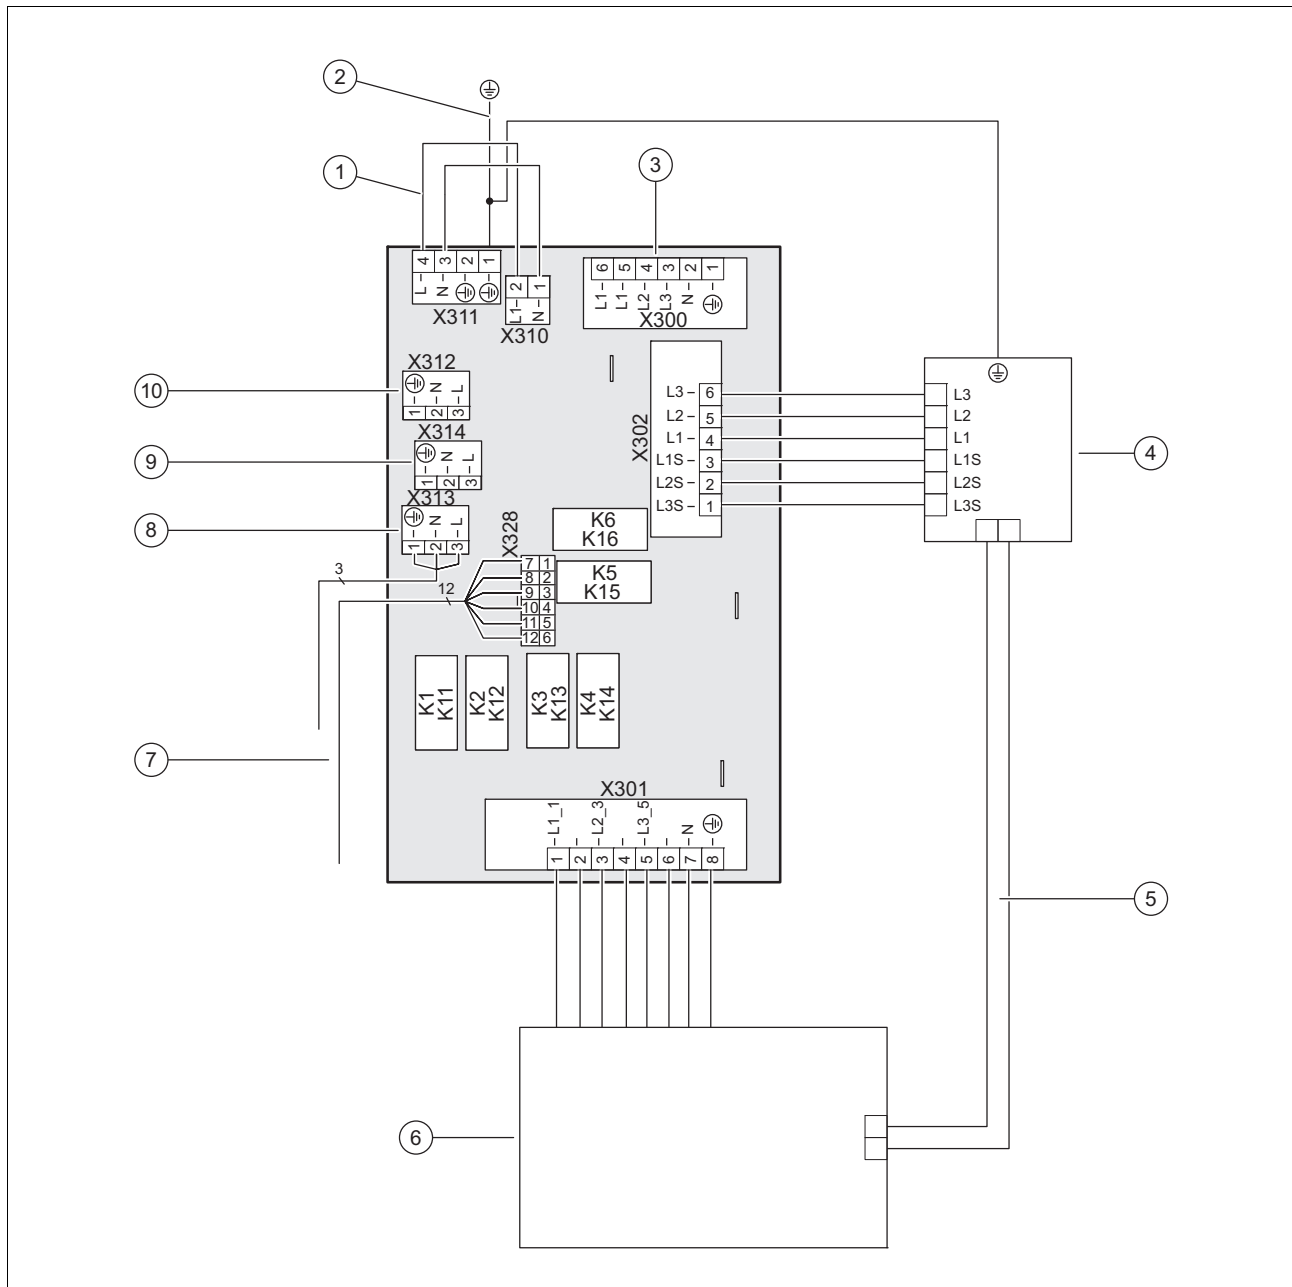 2
1
3
4 3 2 1
L- N- - -
X311
2 1
L1- N-
X310
6 5 4 3 2 1
L1- L1- L2- L3- N- -
X300
X312
- -N -L
1 2 3
10
X314
- -N -L
1 2 3
9
X313
- -N -L
1 2 3
8
X302
L3- 6
L2- 5
L1- 4
L1S- 3
L2S- 2
L3S- 1
L3
L2
L1
L1S
L2S
L3S
4
X328
7 1
8 2
9 3
10 4
11 5
12 6
K6
K16
K5
K15
3
12
K1
K11
K2
K12
K3
K13
K4
K14
7
X301
-L1_1 - -L2_3 - -L3_5 - -N -
1 2 3 4 5 6 7 8
5
6